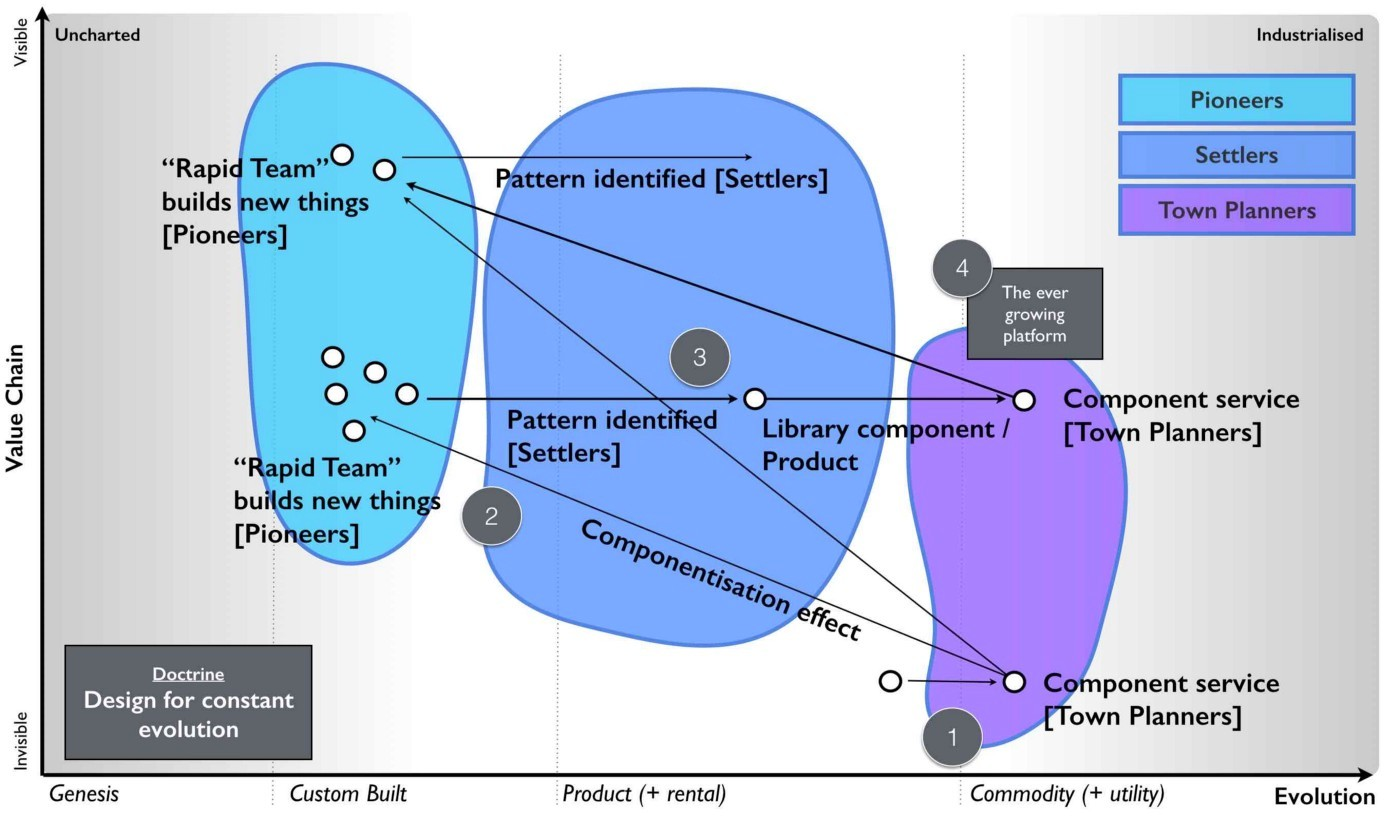 Visible
Uncharted
Industrialised
Pioneers
Settlers
Town Planners
“Rapid Team”
builds new things
[Pioneers]
Pattern identified [Settlers]
4
The ever
growing
platform
3
Value Chain
Pattern identified
[Settlers]
Library component /
Product
Component service
[Town Planners]
“Rapid Team”
builds new things
[Pioneers]
2
Componentisation effect
Doctrine
Design for constant
evolution
Component service
[Town Planners]
1
Invisible
Genesis
Custom Built
Product (+ rental)
Commodity (+ utility)
Evolution